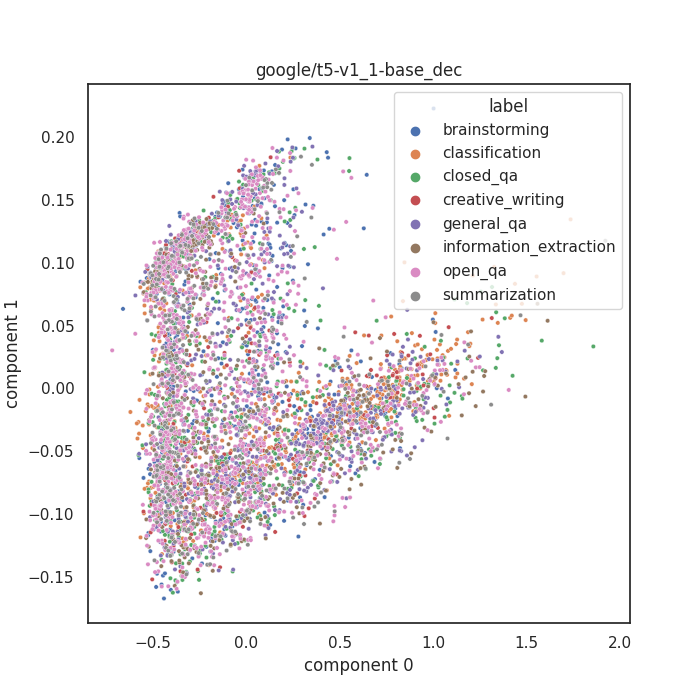 google/t5-v1_1-base_dec
label
brainstorming
classification
closed_qa
creative_writing
general_qa
information_extraction
open_qa
summarization
component 1
0.20
0.15
0.10
0.05
0.00
−0.05
−0.10
−0.15
−0.5
0.0
0.5
1.0
1.5
2.0
component 0